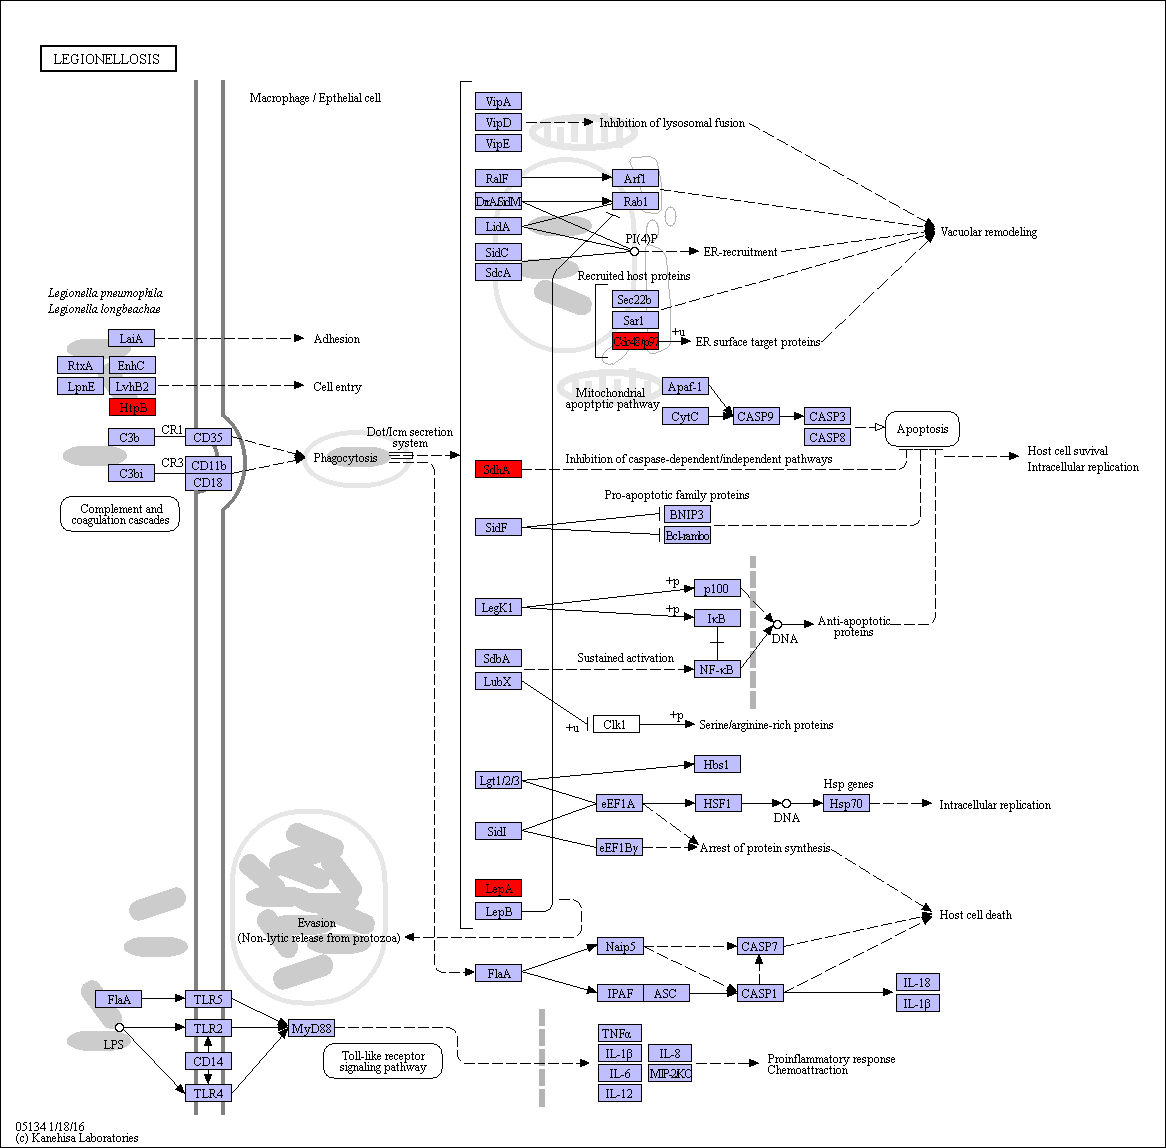 LEGIONELLOSIS
Macrophage / Epthelial cell
VipA
VipD
VipE
Inhibition of lysosomal fusion
RalF
Arf1
DrrA/SidM
Rab1
LidA
SidC
SdcA
PI(4)P
ER-recruitment
Vacuolar remodeling
Recruited host proteins
Sec22b
Sar1
+u
ER surface target proteins
Legionella pneumophila
Legionella longbeachae
LaiA
Adhesion
RtxA
EnhC
LpnE
LvhB2
Cell entry
HtpB
C3b
CR1
CD35
C3bi
CR3
CD11b
CD18
Complement and
coagulation cascades
Phagocytosis
Dot/Icm secretion
system
Mitochondrial
apoptptic pathway
Apaf-1
CytC
CASP9
CASP3
CASP8
Apoptosis
SdhA
Inhibition of caspase-dependent/independent pathways
Host cell suvival
Intracellular replication
Pro-apoptotic family proteins
SidF
BNIP3
Bcl-rambo
LegK1
+p
p100
+p
IκB
DNA
Anti-apoptotic
proteins
SdbA
Sustained activation
NF-κB
LubX
+u
Clk1
+p
Serine/arginine-rich proteins
Lgt1/2/3
Hbs1
SidI
eEF1A
HSF1
DNA
Hsp genes
Hsp70
Intracellular replication
eEF1By
Arrest of protein synthesis
LepA
LepB
Host cell death
Evasion
(Non-lytic release from protozoa)
FlaA
Naip5
CASP7
IPAF
ASC
CASP1
IL-18
IL-1β
FlaA
TLR5
LPS
TLR2
MyD88
CD14
TLR4
Toll-like receptor
signaling pathway
TNFα
IL-1β
IL-8
IL-6
MIP-2/KC
IL-12
Proinflammatory response
Chemoattraction
05134 1/18/16
(c) Kanehisa Laboratories